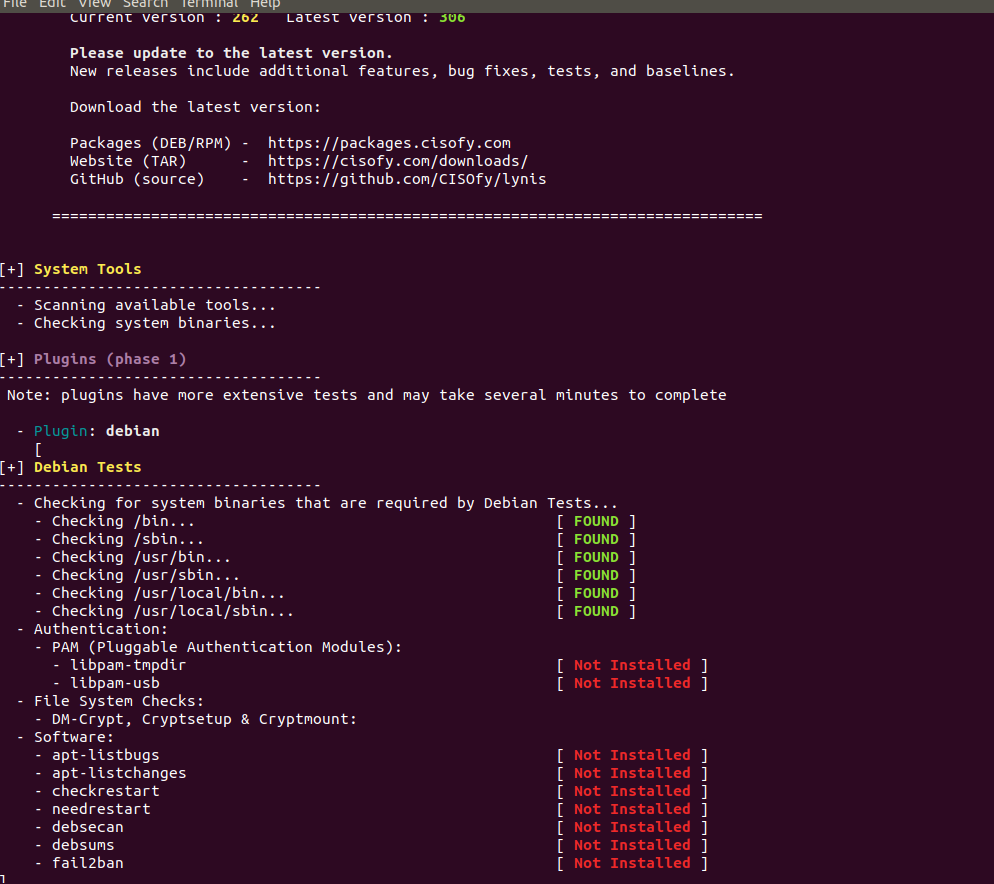 File Edit View Search Terminal Help
Current version : 262 Latest version : 306
Please update to the latest version.
New releases include additional features, bug fixes, tests, and baselines.
Download the latest version:
Packages (DEB/RPM) - https://packages.cisofy.com
Website (TAR) - https://cisofy.com/downloads/
GitHub (source) - https://github.com/CISOfy/lynis
===============================================================================
[+] System Tools
------------------------------------
- Scanning available tools...
- Checking system binaries...
[+] Plugins (phase 1)
------------------------------------
Note: plugins have more extensive tests and may take several minutes to complete
- Plugin: debian
[
[+] Debian Tests
------------------------------------
- Checking for system binaries that are required by Debian Tests...
- Checking /bin... [ FOUND ]
- Checking /sbin... [ FOUND ]
- Checking /usr/bin... [ FOUND ]
- Checking /usr/sbin... [ FOUND ]
- Checking /usr/local/bin... [ FOUND ]
- Checking /usr/local/sbin... [ FOUND ]
- Authentication:
- PAM (Pluggable Authentication Modules):
- libpam-tmpdir [ Not Installed ]
- libpam-usb [ Not Installed ]
- File System Checks:
- DM-Crypt, Cryptsetup & Cryptmount:
- Software:
- apt-listbugs [ Not Installed ]
- apt-listchanges [ Not Installed ]
- checkrestart [ Not Installed ]
- needrestart [ Not Installed ]
- debsecan [ Not Installed ]
- debsums [ Not Installed ]
- fail2ban [ Not Installed ]
]